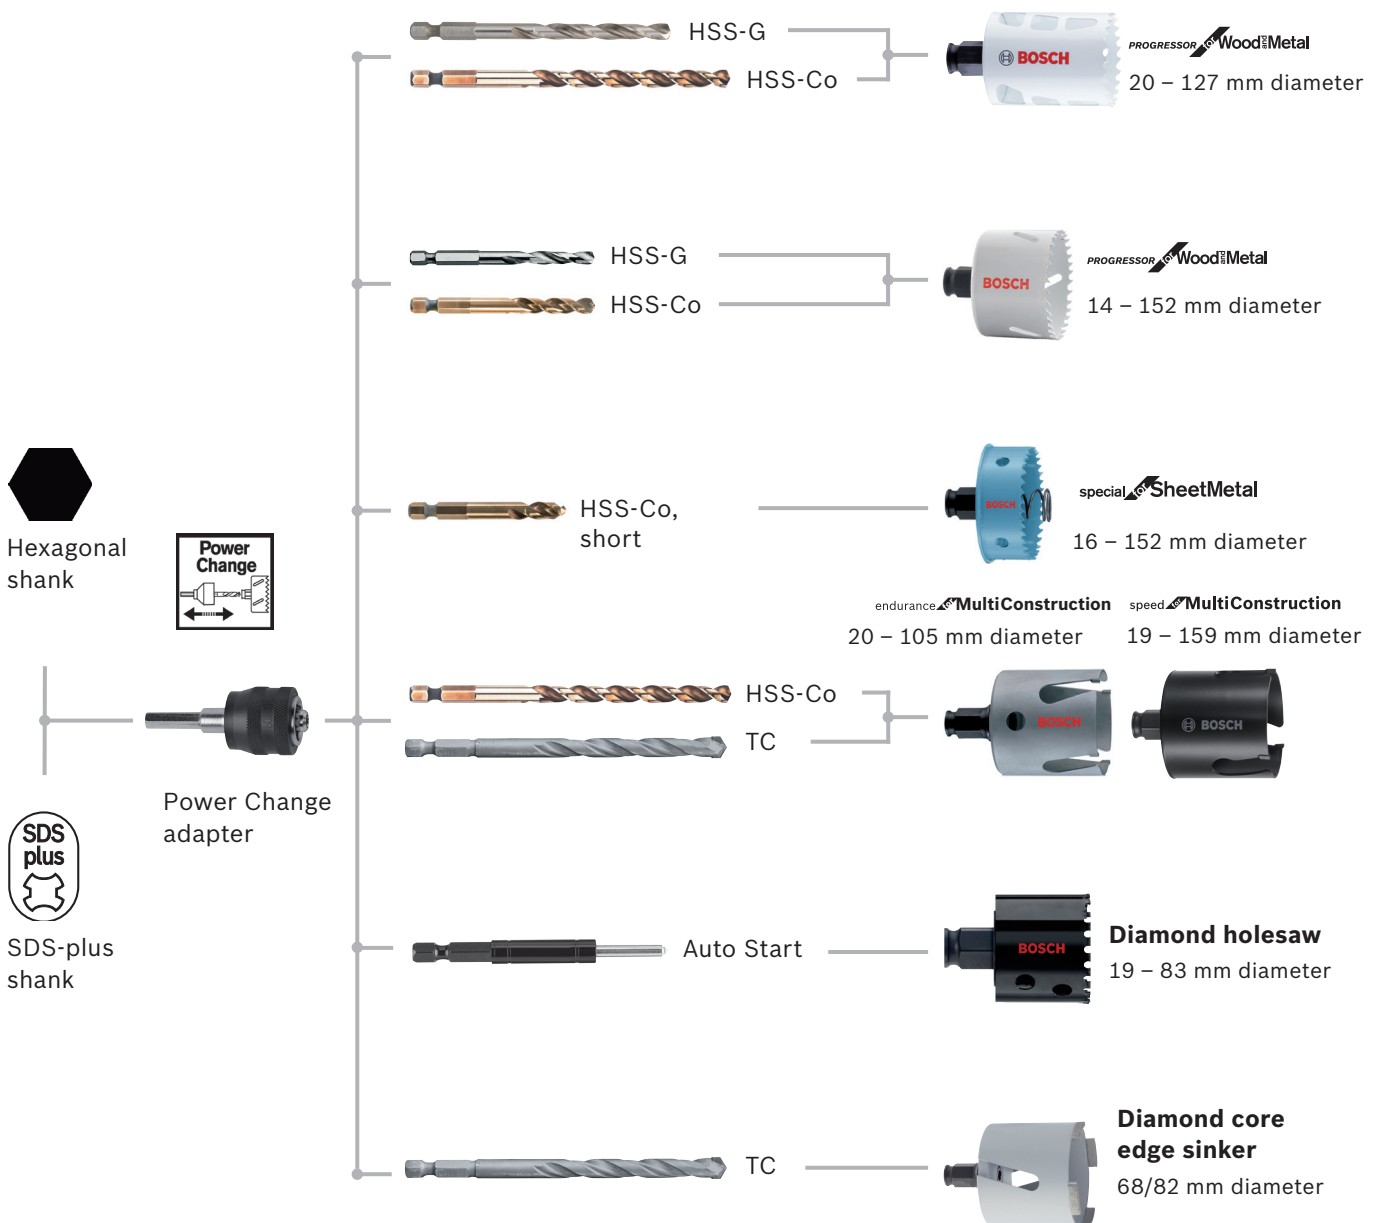 HSS-G
HSS-Co
BOSCH
PROGRESSOR for Wood and Metal
20 – 127 mm diameter
HSS-G
HSS-Co
BOSCH
PROGRESSOR for Wood and Metal
14 – 152 mm diameter
Hexagonal
shank
Power
Change
HSS-Co,
short
BOSCH
special for SheetMetal
16 – 152 mm diameter
endurance for MultiConstruction
20 – 105 mm diameter
speed for MultiConstruction
19 – 159 mm diameter
HSS-Co
TC
BOSCH
BOSCH
Power Change
adapter
SDS
plus
SDS-plus
shank
Auto Start
BOSCH
Diamond holesaw
19 – 83 mm diameter
TC
Diamond core
edge sinker
68/82 mm diameter